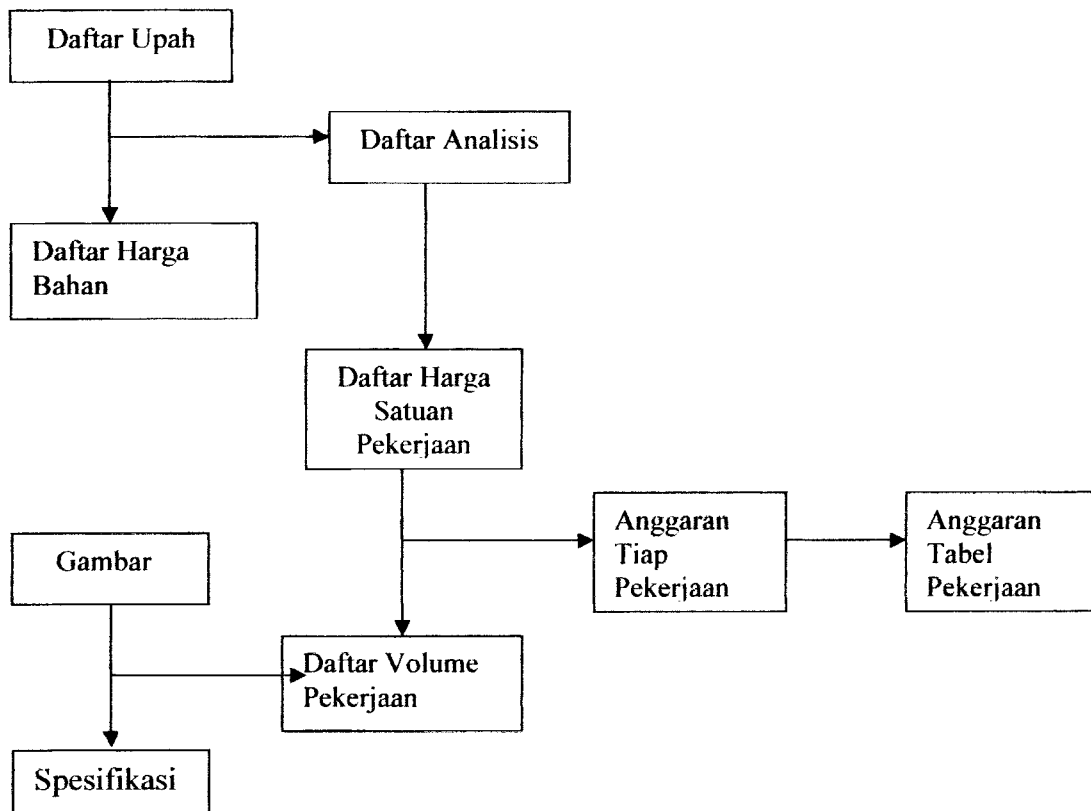 Daftar Upah
Daftar Analisis
Daftar Harga
Bahan
Daftar Harga
Satuan
Pekerjaan
Anggaran
Tiap
Pekerjaan
Anggaran
Tabel
Pekerjaan
Gambar
Daftar Volume
Pekerjaan
Spesifikasi